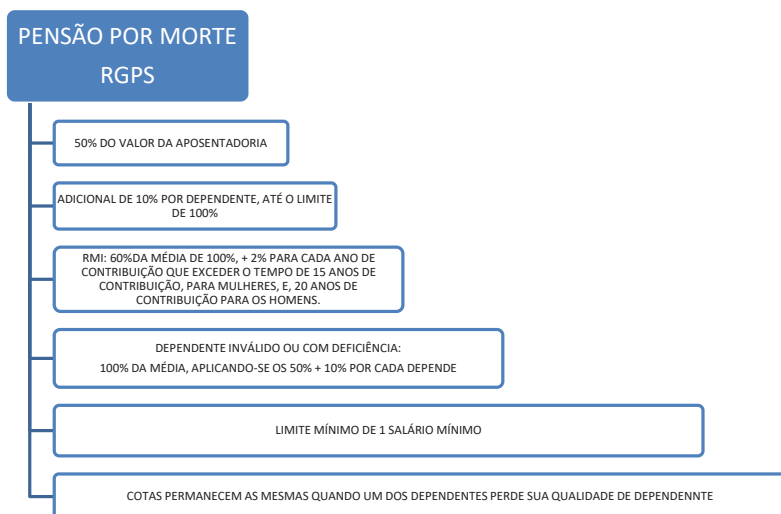 PENSÃO POR MORTE
RGPS
50% DO VALOR DA APOSENTADORIA
ADICIONAL DE 10% POR DEPENDENTE, ATÉ O LIMITE
DE 100%
RMI: 60%DA MÉDIA DE 100%, + 2% PARA CADA ANO DE
CONTRIBUIÇÃO QUE EXCEDER O TEMPO DE 15 ANOS DE
CONTRIBUIÇÃO, PARA MULHERES, E, 20 ANOS DE
CONTRIBUIÇÃO PARA OS HOMENS.
DEPENDENTE INVÁLIDO OU COM DEFICIÊNCIA:
100% DA MÉDIA, APLICANDO-SE OS 50% + 10% POR CADA DEPENDE
LIMITE MÍNIMO DE 1 SALÁRIO MÍNIMO
COTAS PERMANECEM AS MESMAS QUANDO UM DOS DEPENDENTES PERDE SUA QUALIDADE DE DEPENDENNTE